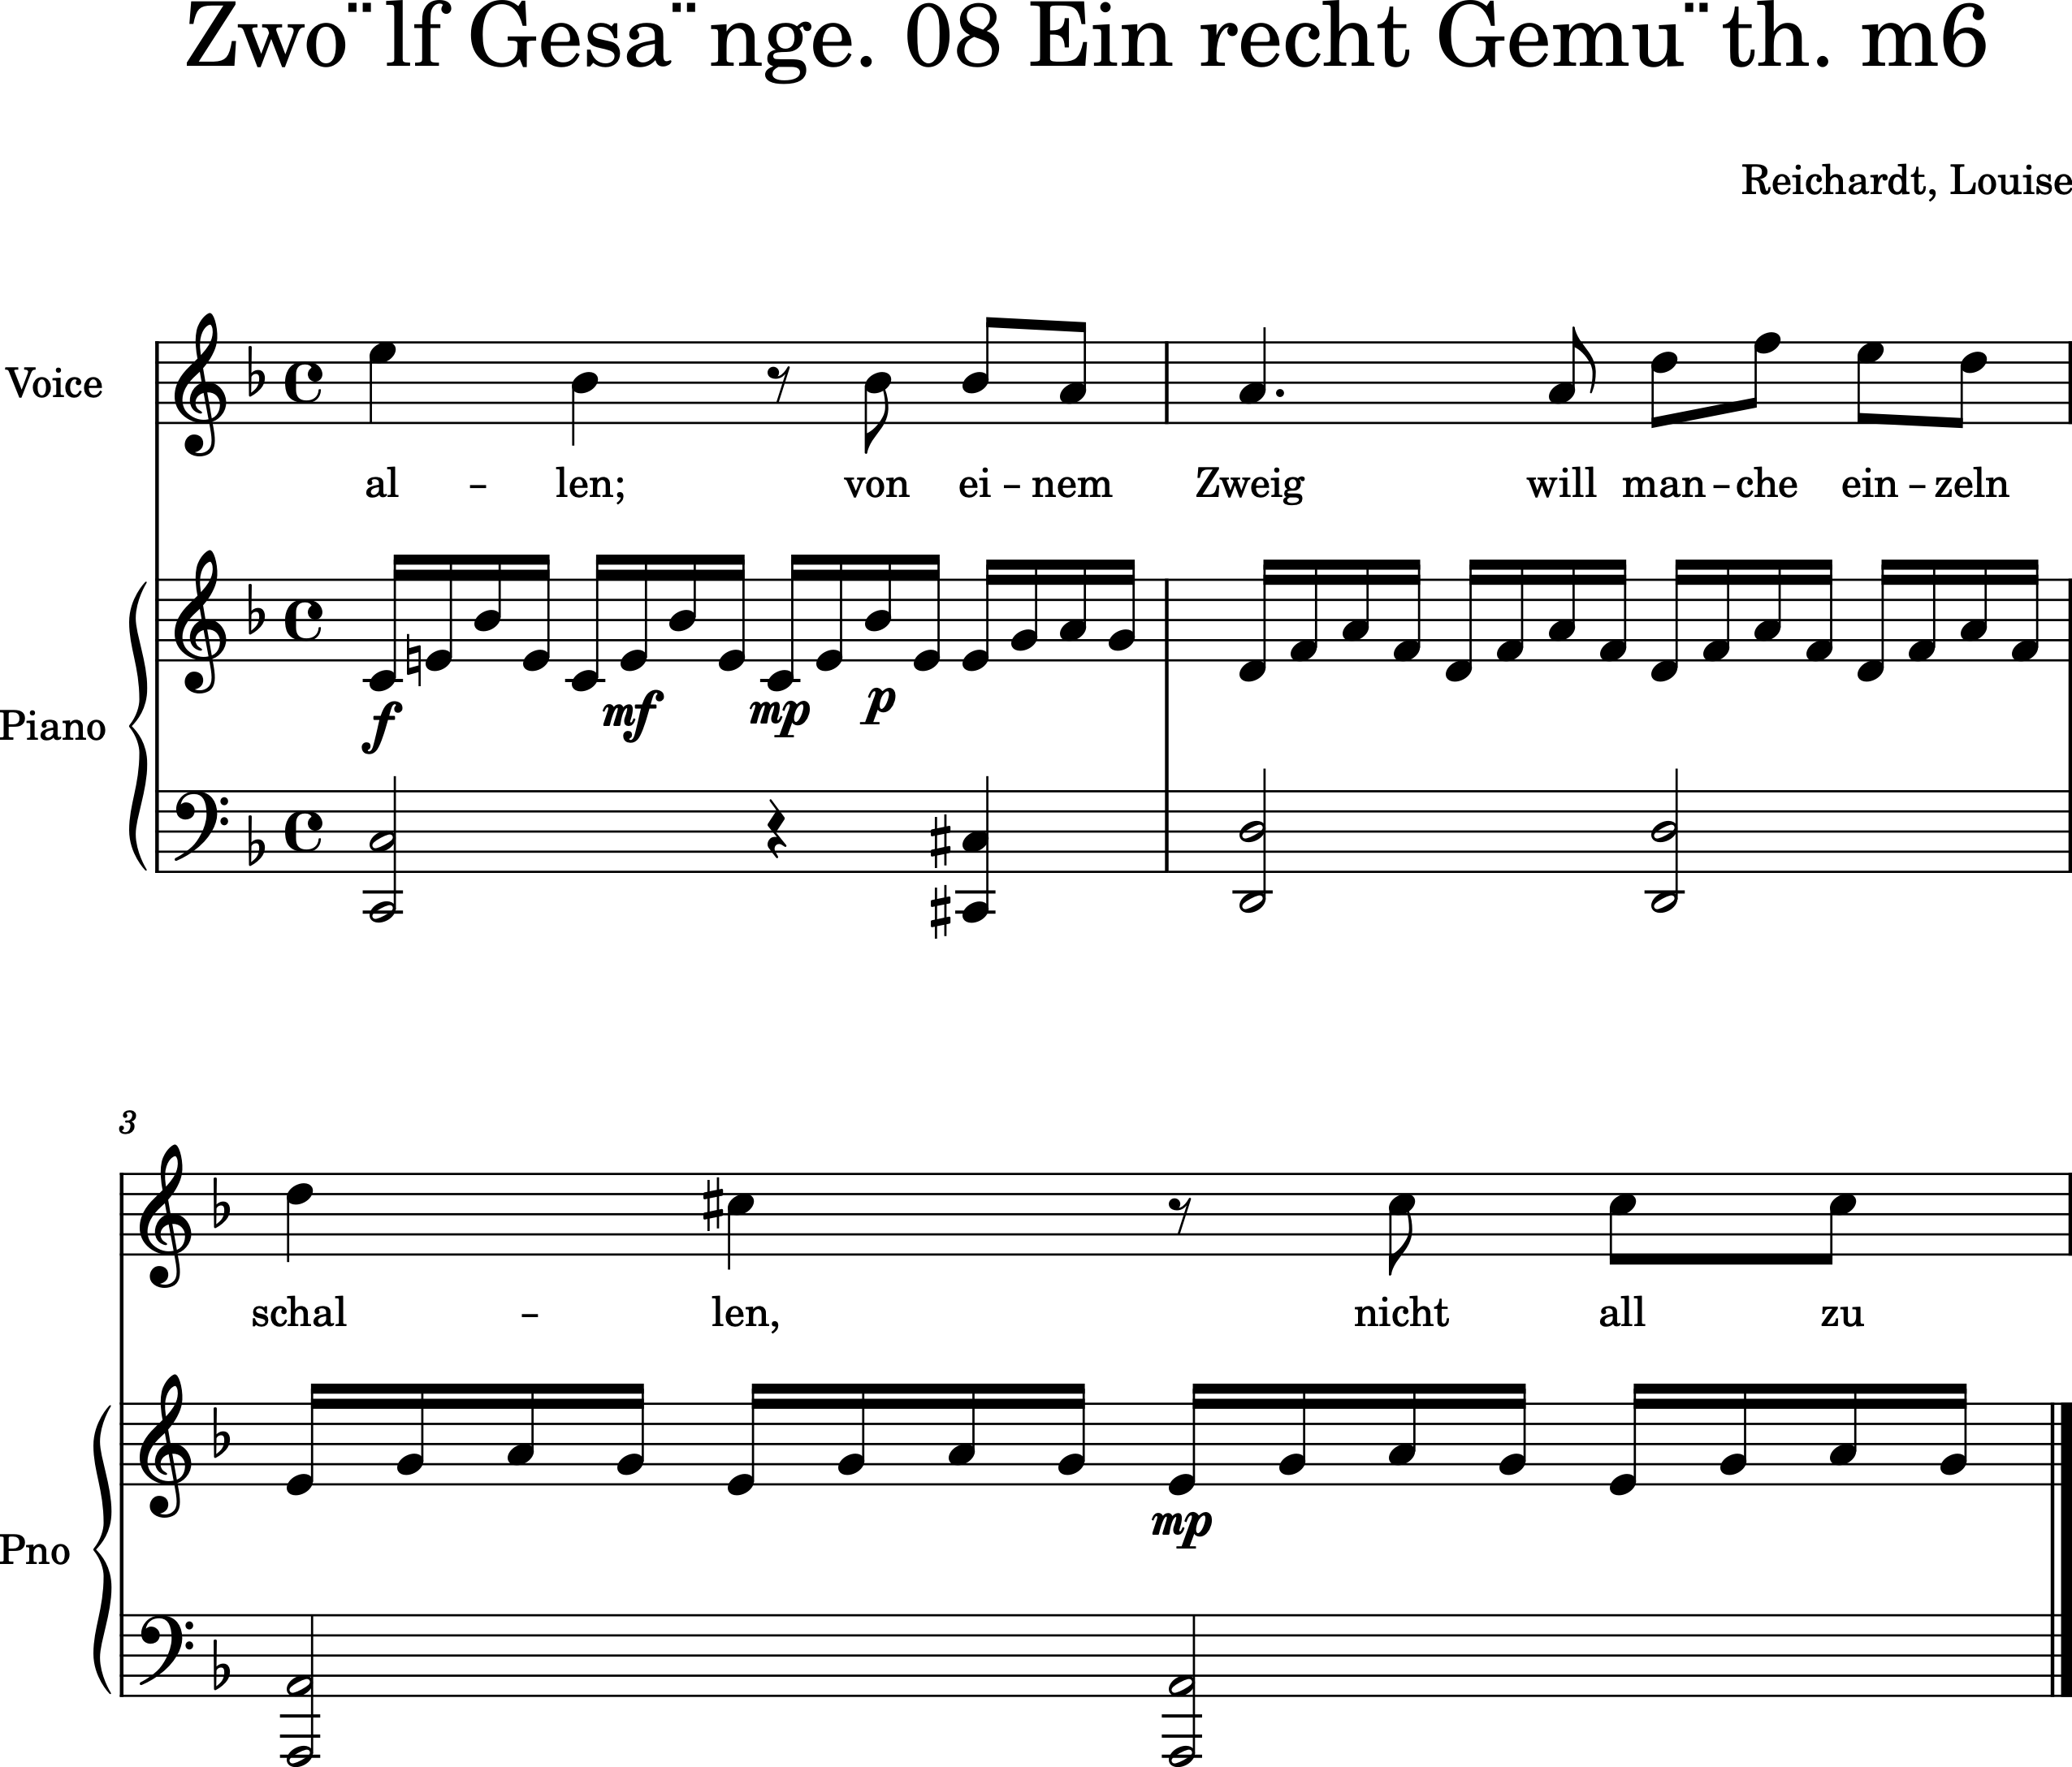 Zwo¨lf Gesa¨nge. 08 Ein recht Gemu¨th. m6
Reichardt, Louise
Voice
al – len; von ei – nem Zweig will man – che ein – zeln
Piano
f mf mp p
3
schal – len, nicht all zu
Pno
mp